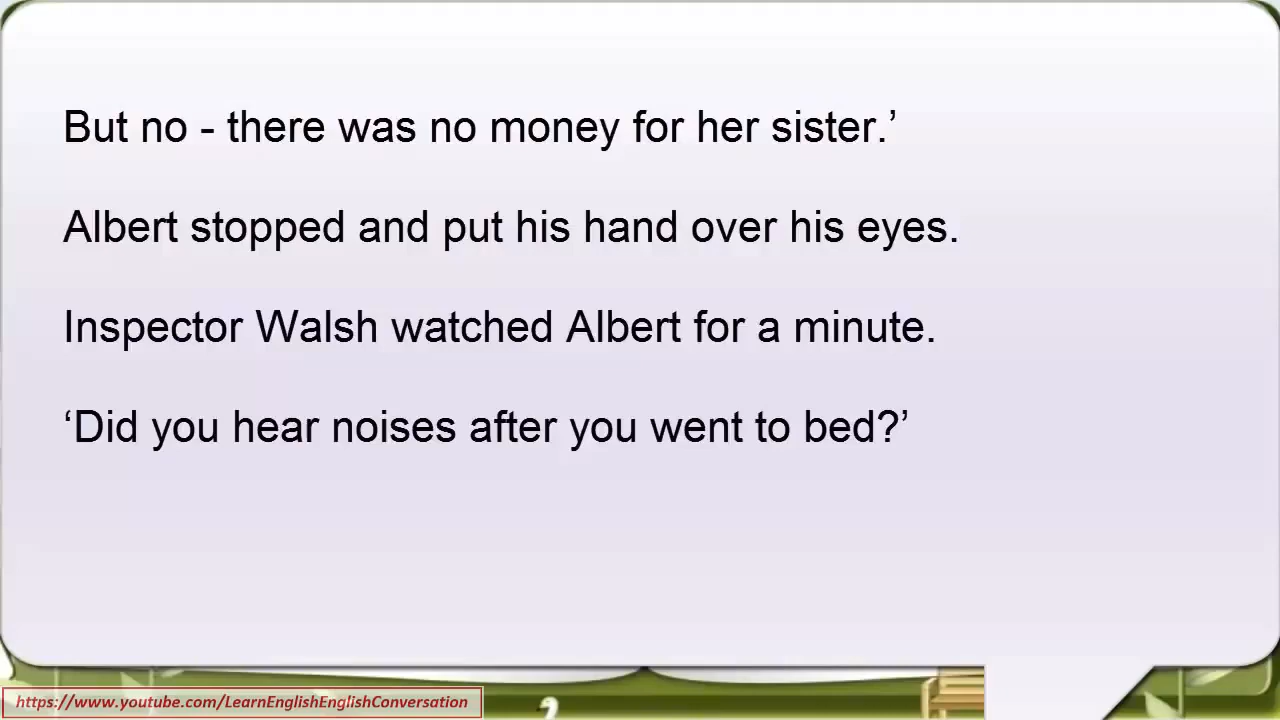 But no - there was no money for her sister.’
Albert stopped and put his hand over his eyes.
Inspector Walsh watched Albert for a minute.
‘Did you hear noises after you went to bed?’
https://www.youtube.com/LearnEnglishEnglishConversation